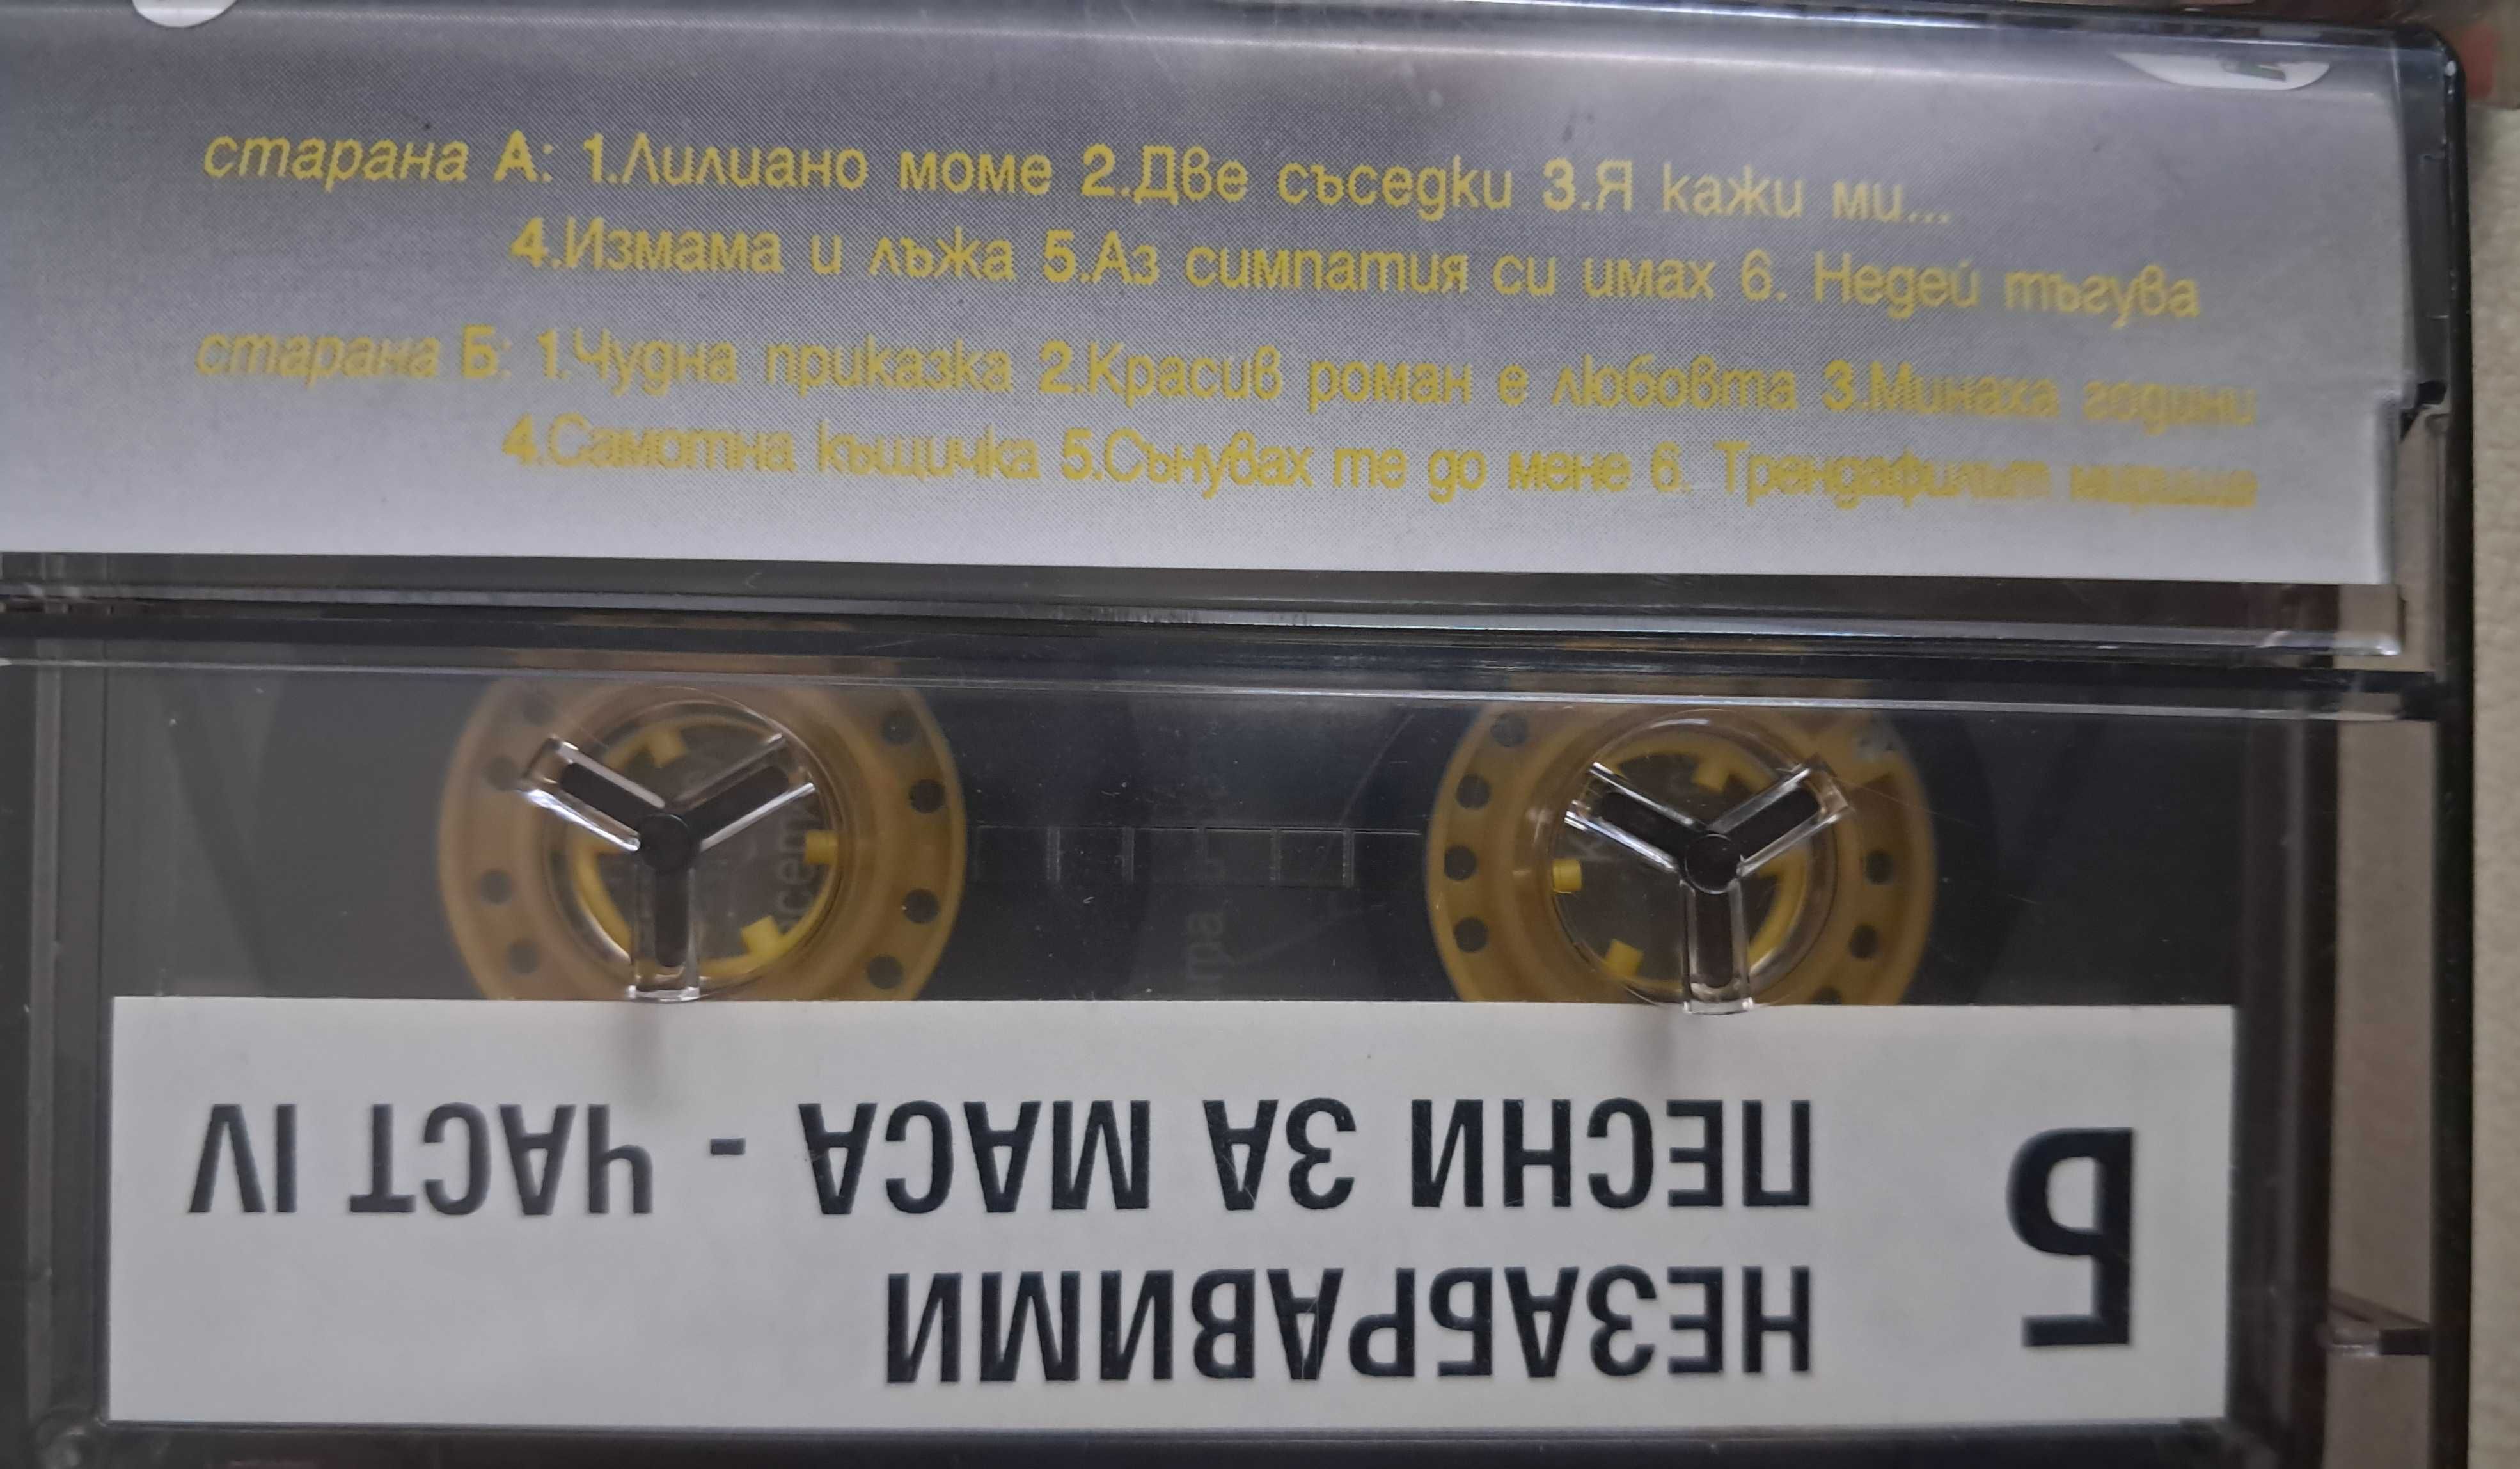 старана А: 1.Лилиано моме 2.Две съседки 3.Я кажи ми...
4.Измама и лъжа 5.Аз симпатия си имах 6. Недей тъгува
старана Б: 1.Чудна приказка 2.Красив роман е любовта 3.Минаха години
4.Самотна къщичка 5.Сънувах те до мене 6. Трендафилът мирише
Б
НЕЗАБРАВИМИ
ПЕСНИ ЗА МАСА - ЧАСТ IV